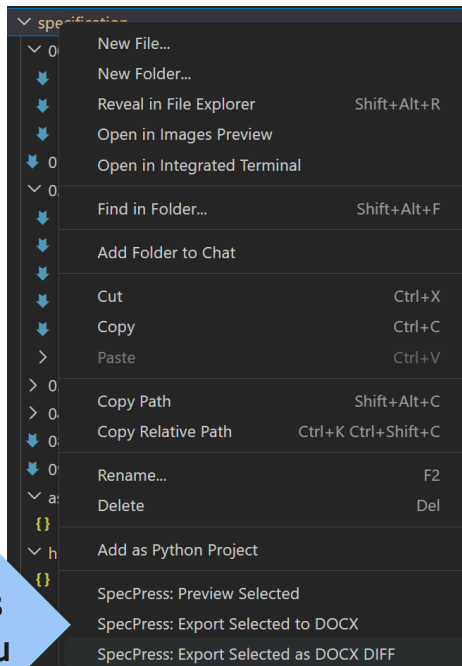 specification
New File...
New Folder...
Reveal in File Explorer Shift+Alt+R
Open in Images Preview
Open in Integrated Terminal
Find in Folder... Shift+Alt+F
Add Folder to Chat
Cut Ctrl+X
Copy Ctrl+C
Paste Ctrl+V
Copy Path Shift+Alt+C
Copy Relative Path Ctrl+K Ctrl+Shift+C
Rename... F2
Delete Del
Add as Python Project
SpecPress: Preview Selected
SpecPress: Export Selected to DOCX
SpecPress: Export Selected as DOCX DIFF